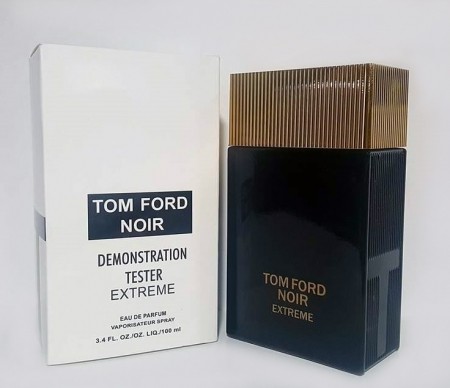 TOM FORD
NOIR
DEMONSTRATION
TESTER
EXTREME
EAU DE PARFUM
VAPORISATEUR SPRAY
3.4 FL. OZ./OZ. LIQ./100 ml
TOM FORD
NOIR
EXTREME